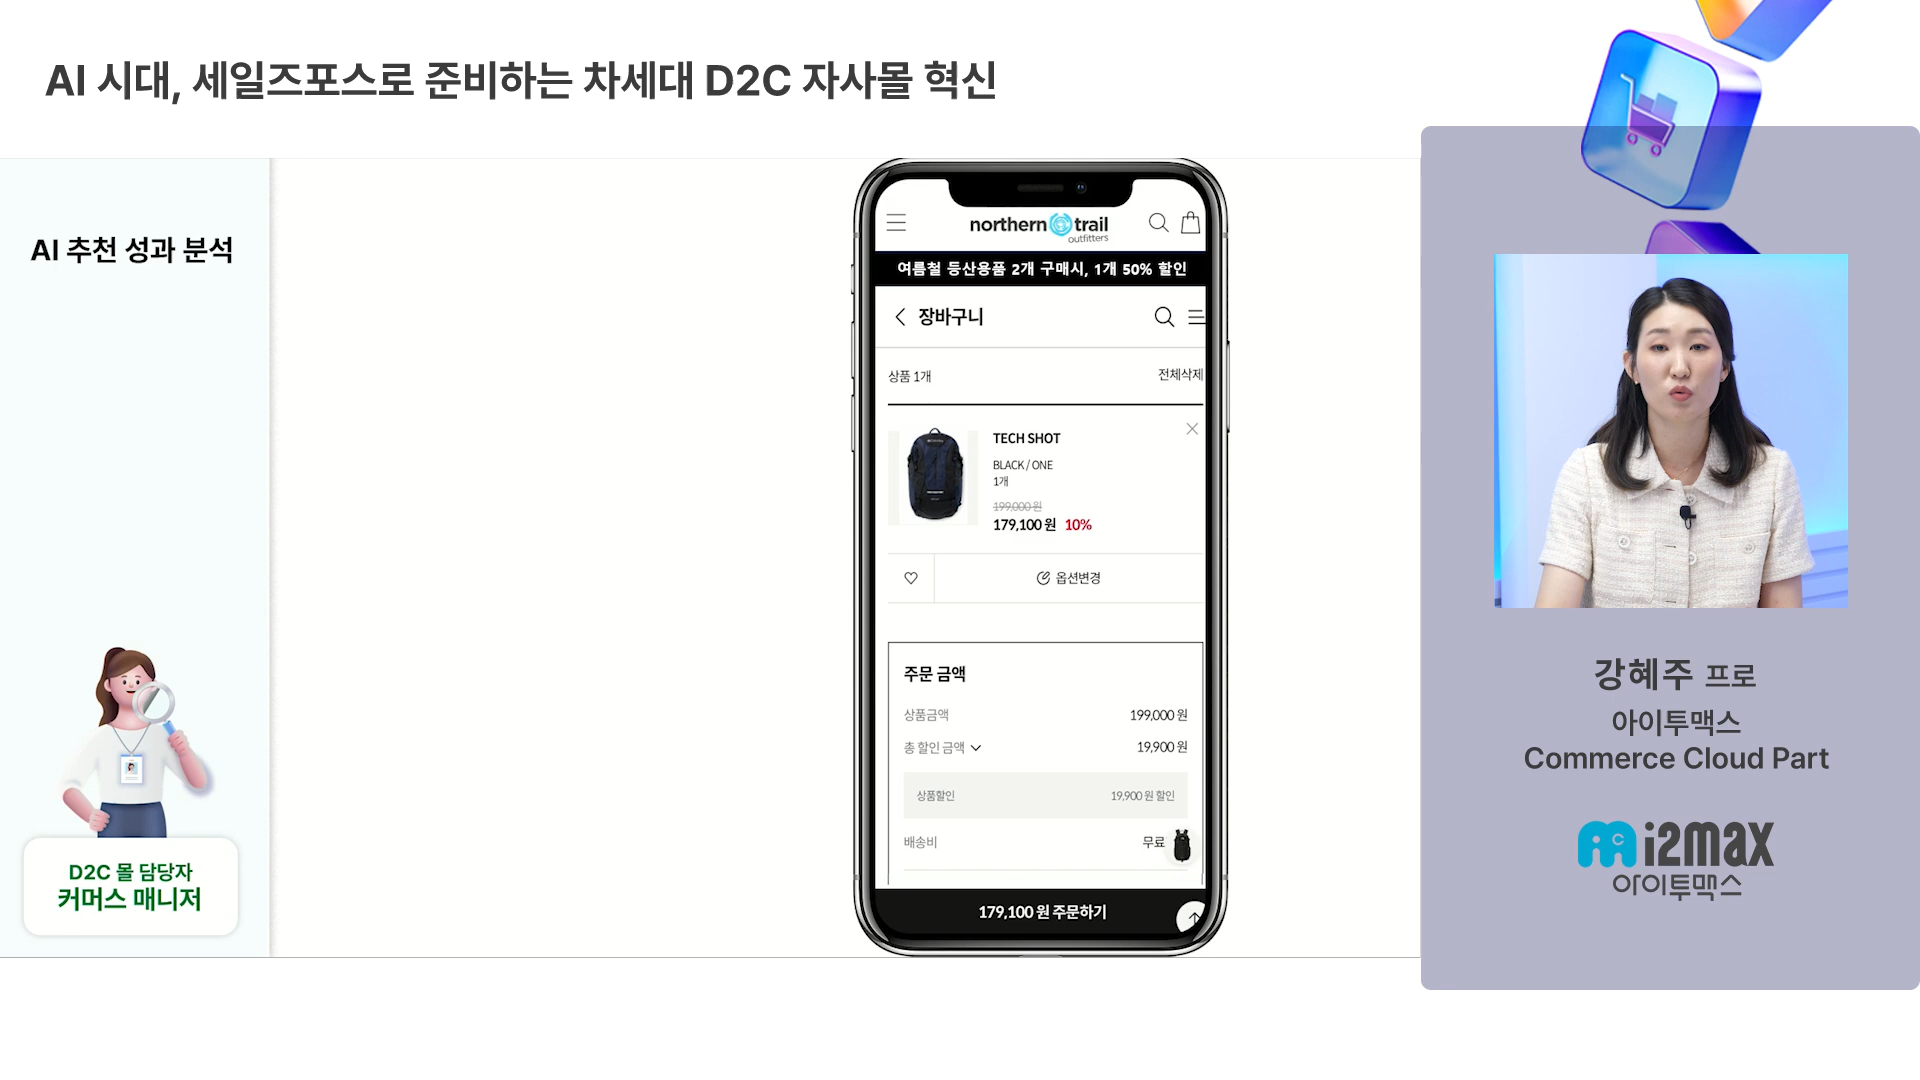 AI 시대, 세일즈포스로 준비하는 차세대 D2C 자사몰 혁신
AI 추천 성과 분석
D2C 몰 담당자
커머스 매니저
northern trail
outfitters
여름철 등산용품 2개 구매시, 1개 50% 할인
장바구니
상품 1개
전체삭제
TECH SHOT
BLACK / ONE
1개
199,000 원
179,100 원 10%
옵션변경
주문 금액
상품금액 199,000 원
총 할인 금액 19,900 원
상품할인 19,900 원 할인
배송비 무료
179,100 원 주문하기
강혜주 프로
아이투맥스
Commerce Cloud Part
i2max
아이투맥스